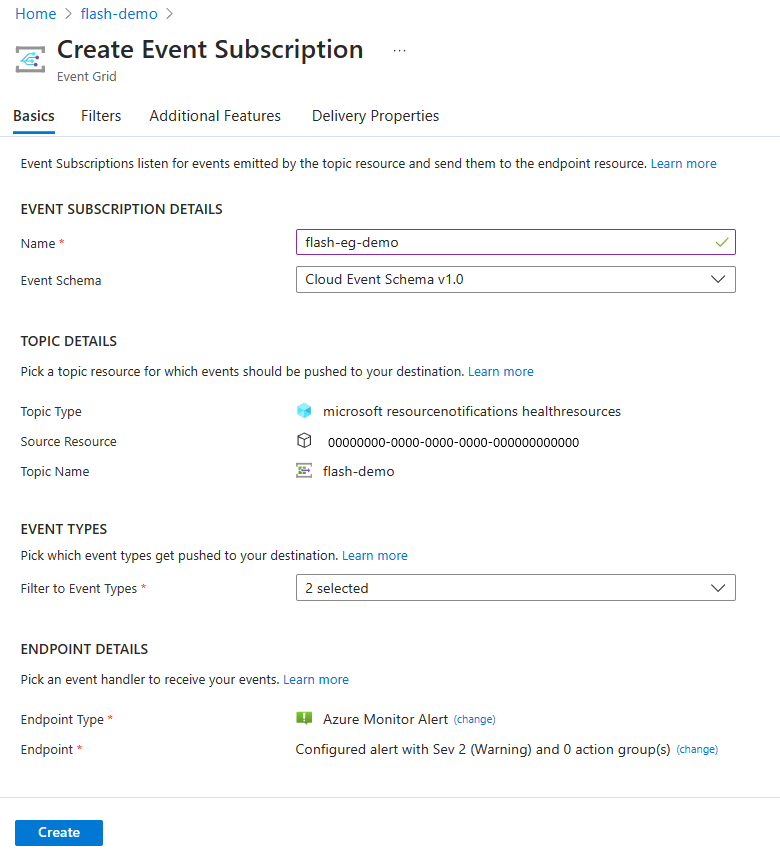 Home > flash-demo >
Create Event Subscription ...
Event Grid
Basics Filters Additional Features Delivery Properties
Event Subscriptions listen for events emitted by the topic resource and send them to the endpoint resource. Learn more
EVENT SUBSCRIPTION DETAILS
Name * flash-eg-demo
Event Schema Cloud Event Schema v1.0
TOPIC DETAILS
Pick a topic resource for which events should be pushed to your destination. Learn more
Topic Type microsoft resourcenotifications healthresources
Source Resource 00000000-0000-0000-0000-000000000000
Topic Name flash-demo
EVENT TYPES
Pick which event types get pushed to your destination. Learn more
Filter to Event Types * 2 selected
ENDPOINT DETAILS
Pick an event handler to receive your events. Learn more
Endpoint Type * Azure Monitor Alert (change)
Endpoint * Configured alert with Sev 2 (Warning) and 0 action group(s) (change)
Create